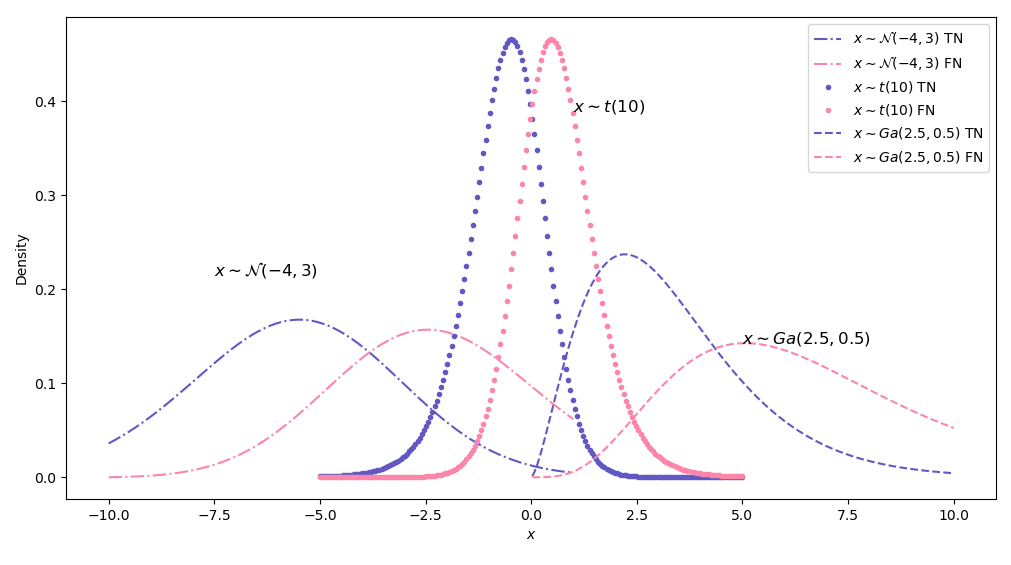 x ~ 𝒩(−4, 3) TN
x ~ 𝒩(−4, 3) FN
x ~ t(10) TN
x ~ t(10) FN
x ~ Ga(2.5, 0.5) TN
x ~ Ga(2.5, 0.5) FN
x ~ t(10)
x ~ 𝒩(−4, 3)
x ~ Ga(2.5, 0.5)
Density
0.4
0.3
0.2
0.1
0.0
−10.0 −7.5 −5.0 −2.5 0.0 2.5 5.0 7.5 10.0
x